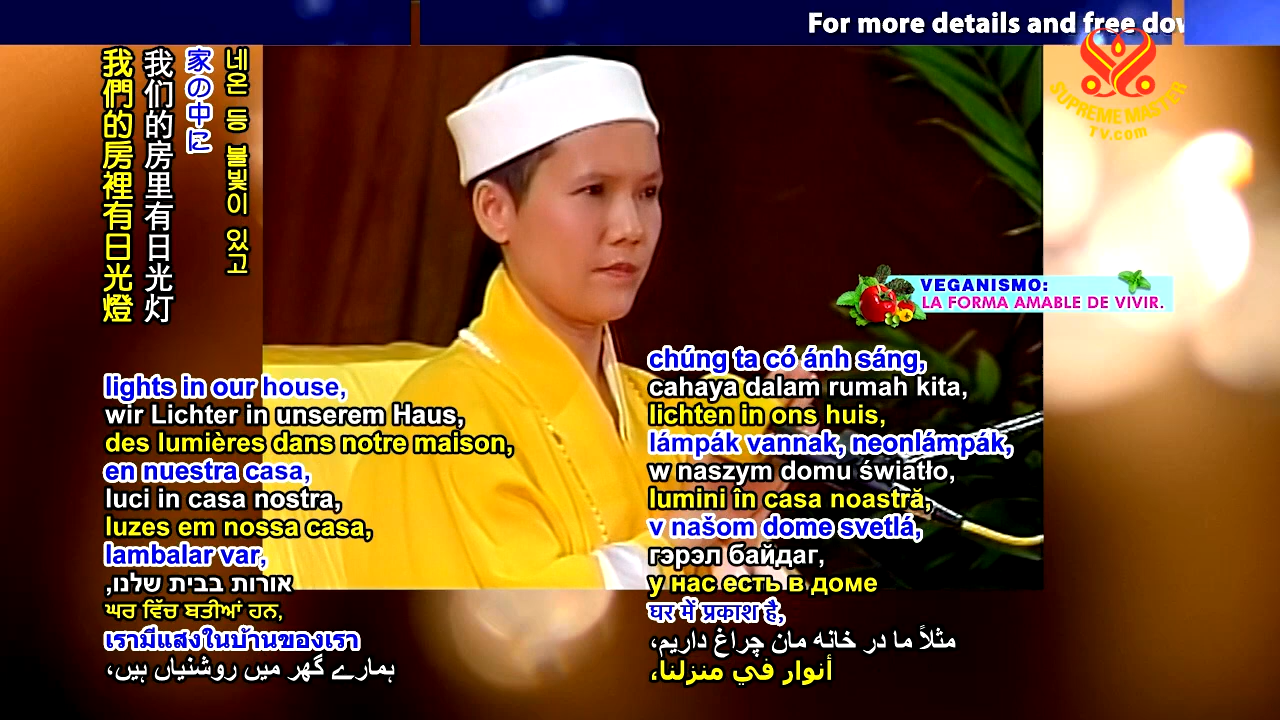 For more details and free dow
SUPREME MASTER
TV.com
我們的房裡有日光燈
我们的房里有日光灯
家の中に
네온 등 불빛이 있고
VEGANISMO:
LA FORMA AMABLE DE VIVIR.
lights in our house,
wir Lichter in unserem Haus,
des lumières dans notre maison,
en nuestra casa,
luci in casa nostra,
luzes em nossa casa,
lambalar var,
אורות בבית שלנו,
ਘਰ ਵਿੱਚ ਬਤੀਆਂ ਹਨ,
เรามีแสงในบ้านของเรา
ہمارے گھر میں روشنیاں ہیں،
chúng ta có ánh sáng,
cahaya dalam rumah kita,
lichten in ons huis,
lámpák vannak, neonlámpák,
w naszym domu światło,
lumini în casa noastră,
v našom dome svetlá,
гэрэл байдаг,
у нас есть в доме
घर में प्रकाश है,
مثلاً ما در خانه مان چراغ داریم،
أنوار في منزلنا،